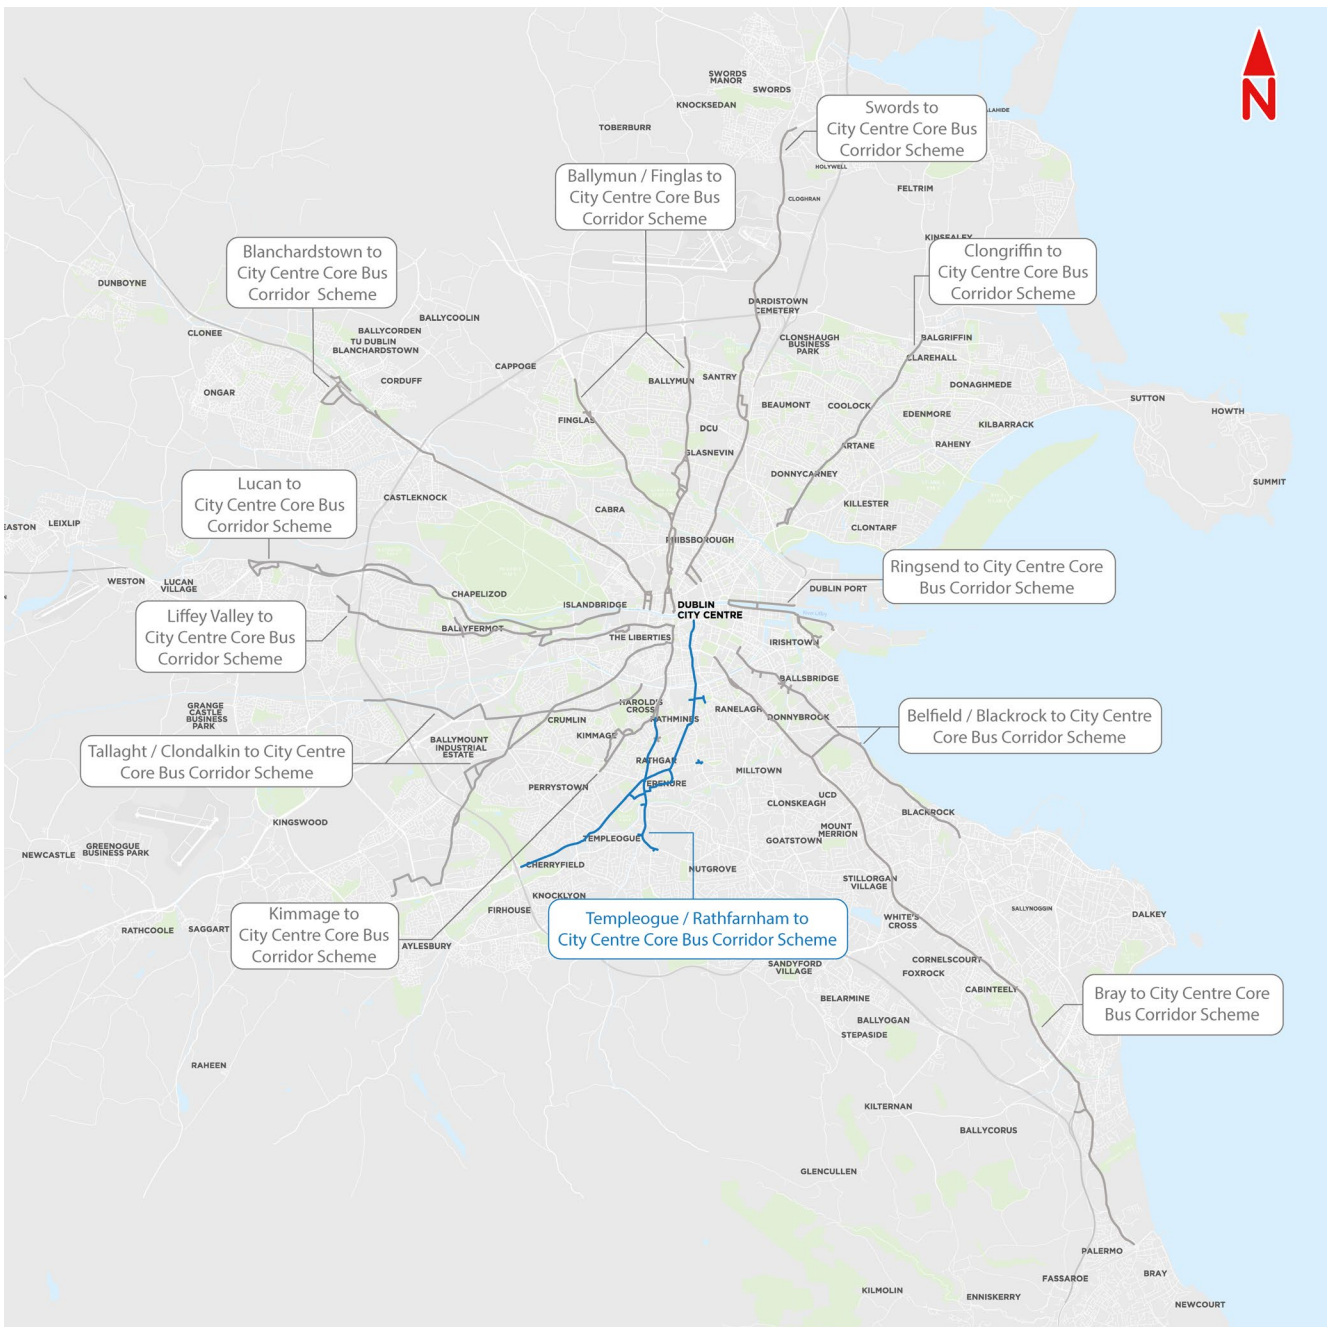 SWORDS
MANOR
SWORDS
KNOCKSEDAN
TOBERBURR
Swords to
City Centre Core Bus
Corridor Scheme
LAHIDE
N
HOLYWELL
FELTRIM
CLOGHRAN
Ballymun / Finglas to
City Centre Core Bus
Corridor Scheme
KINSEALEY
Clongriffin to
City Centre Core Bus
Corridor Scheme
Blanchardstown to
City Centre Core Bus
Corridor Scheme
DUNBOYNE
DARDISTOWN
CEMETERY
BALLYCOOLIN
CLONEE
BALLYCORDEN
TU DUBLIN
BLANCHARDSTOWN
CLONSHAUGH
BUSINESS
PARK
BALGRIFFIN
CLAREHALL
CAPPOGE
CORDUFF
BALLYMUN
SANTRY
DONAGHMEDE
ONGAR
SUTTON
BEAUMONT
COOLOCK
HOWTH
EDENMORE
FINGLAS
KILBARRACK
DCU
ARTANE
RAHENY
GLASNEVIN
DONNYCARNEY
SUMMIT
Lucan to
City Centre Core Bus
Corridor Scheme
CASTLEKNOCK
KILLESTER
CABRA
EASTON
LEIXLIP
CLONTARF
PHIBSBOROUGH
Ringsend to City Centre Core
Bus Corridor Scheme
WESTON
LUCAN
VILLAGE
DUBLIN PORT
CHAPELIZOD
ISLANDBRIDGE
DUBLIN
CITY CENTRE
Liffey Valley to
City Centre Core Bus
Corridor Scheme
BALLYFERMOT
THE LIBERTIES
IRISHTOWN
BALLSBRIDGE
GRANGE
CASTLE
BUSINESS
PARK
HAROLD'S
CROSS
RANELAGH
DONNYBROOK
CRUMLIN
RATHMINES
Belfield / Blackrock to City Centre
Core Bus Corridor Scheme
KIMMAGE
BALLYMOUNT
INDUSTRIAL
ESTATE
Tallaght / Clondalkin to City Centre
Core Bus Corridor Scheme
RATHGAR
MILLTOWN
PERRYSTOWN
TERENURE
UCD
CLONSKEAGH
BLACKROCK
KINGSWOOD
MOUNT
MERRION
TEMPLEOGUE
GOATSTOWN
GREENOGUE
BUSINESS PARK
NEWCASTLE
CHERRYFIELD
NUTGROVE
STILLORGAN
VILLAGE
KNOCKLYON
FIRHOUSE
SALLYNOGGIN
DALKEY
Kimmage to
City Centre Core Bus
Corridor Scheme
Templeogue / Rathfarnham to
City Centre Core Bus Corridor Scheme
WHITE'S
CROSS
RATHCOOLE
SAGGART
AYLESBURY
SANDYFORD
VILLAGE
CORNELSCOURT
FOXROCK
CABINTEELY
Bray to City Centre Core
Bus Corridor Scheme
BELARMINE
BALLYOGAN
STEPASIDE
RAHEEN
KILTERNAN
BALLYCORUS
GLENCULLEN
PALERMO
FASSAROE
BRAY
KILMOLIN
ENNISKERRY
NEWCOURT